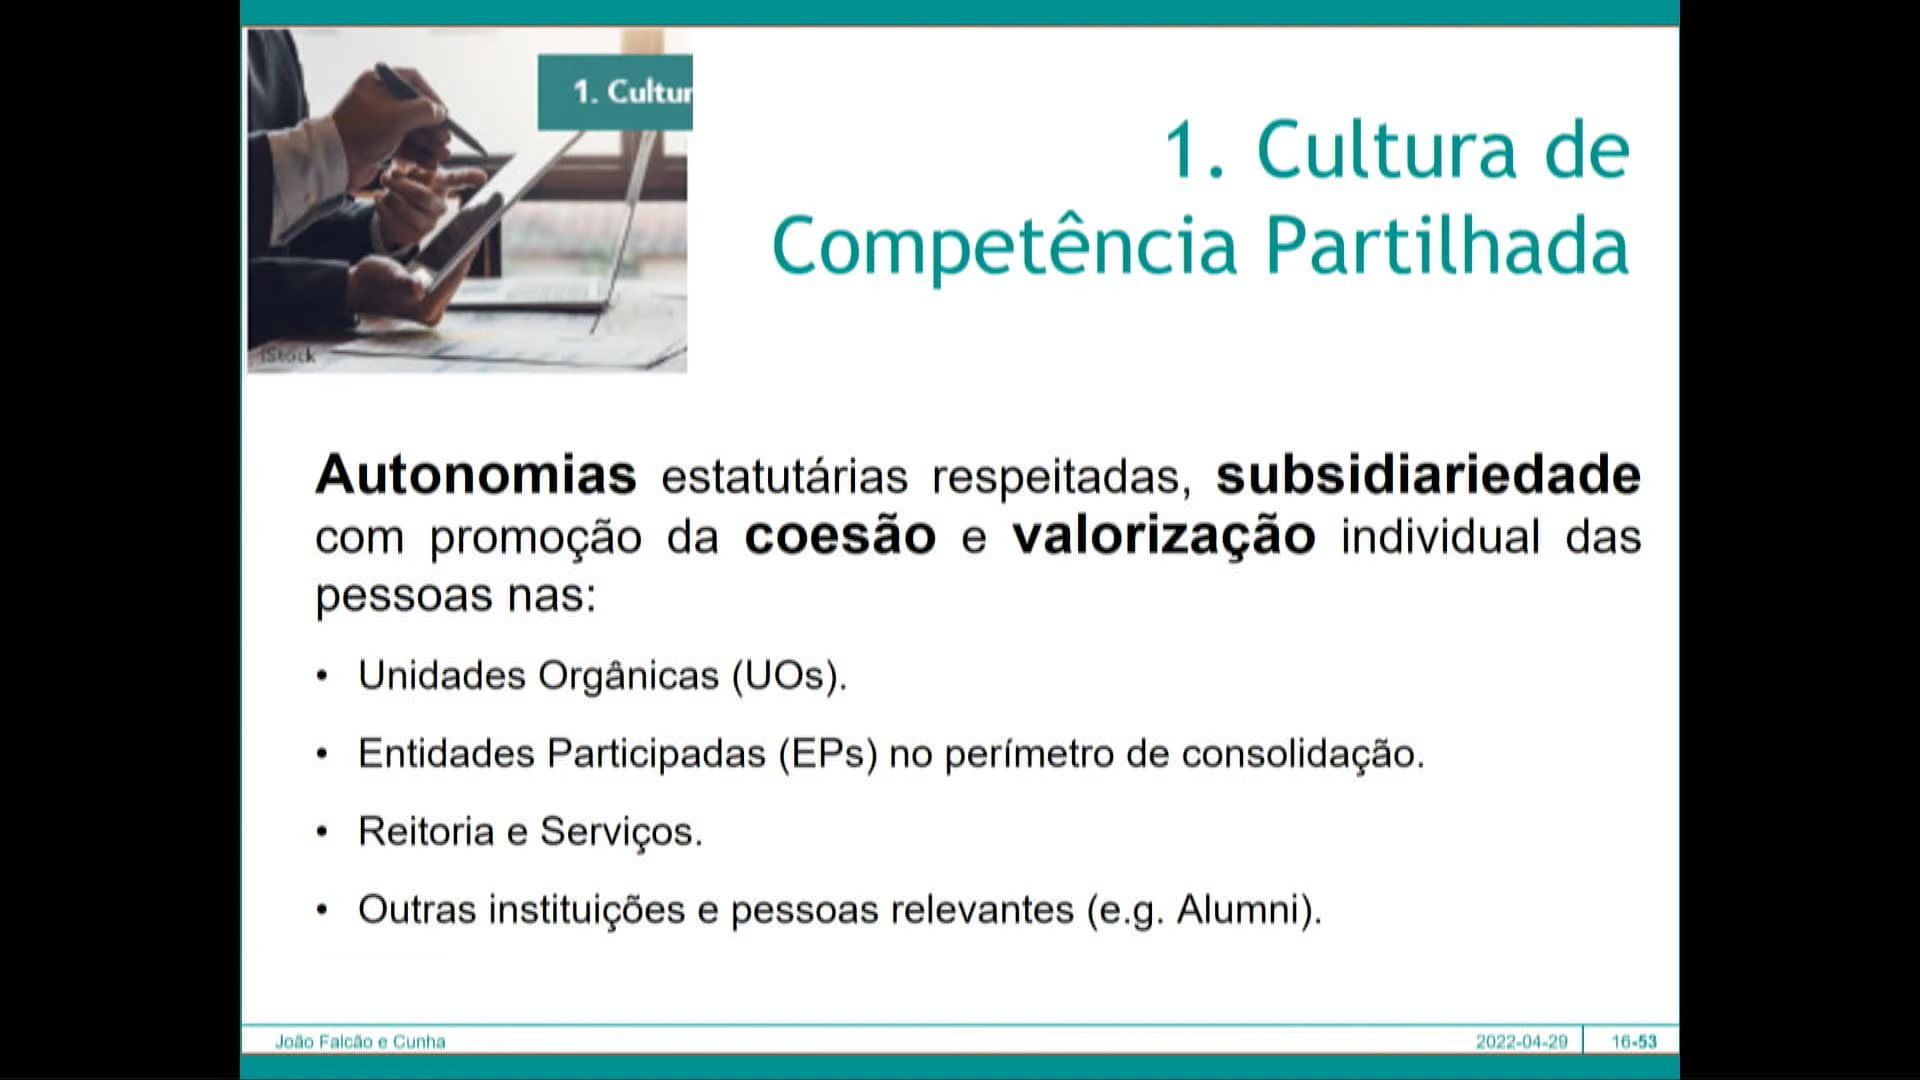 1. Cultur
iStock
1. Cultura de
Competência Partilhada
Autonomias estatutárias respeitadas, subsidiariedade
com promoção da coesão e valorização individual das
pessoas nas:
• Unidades Orgânicas (UOs).
• Entidades Participadas (EPs) no perímetro de consolidação.
• Reitoria e Serviços.
• Outras instituições e pessoas relevantes (e.g. Alumni).
João Falcão e Cunha
2022-04-29
16-53